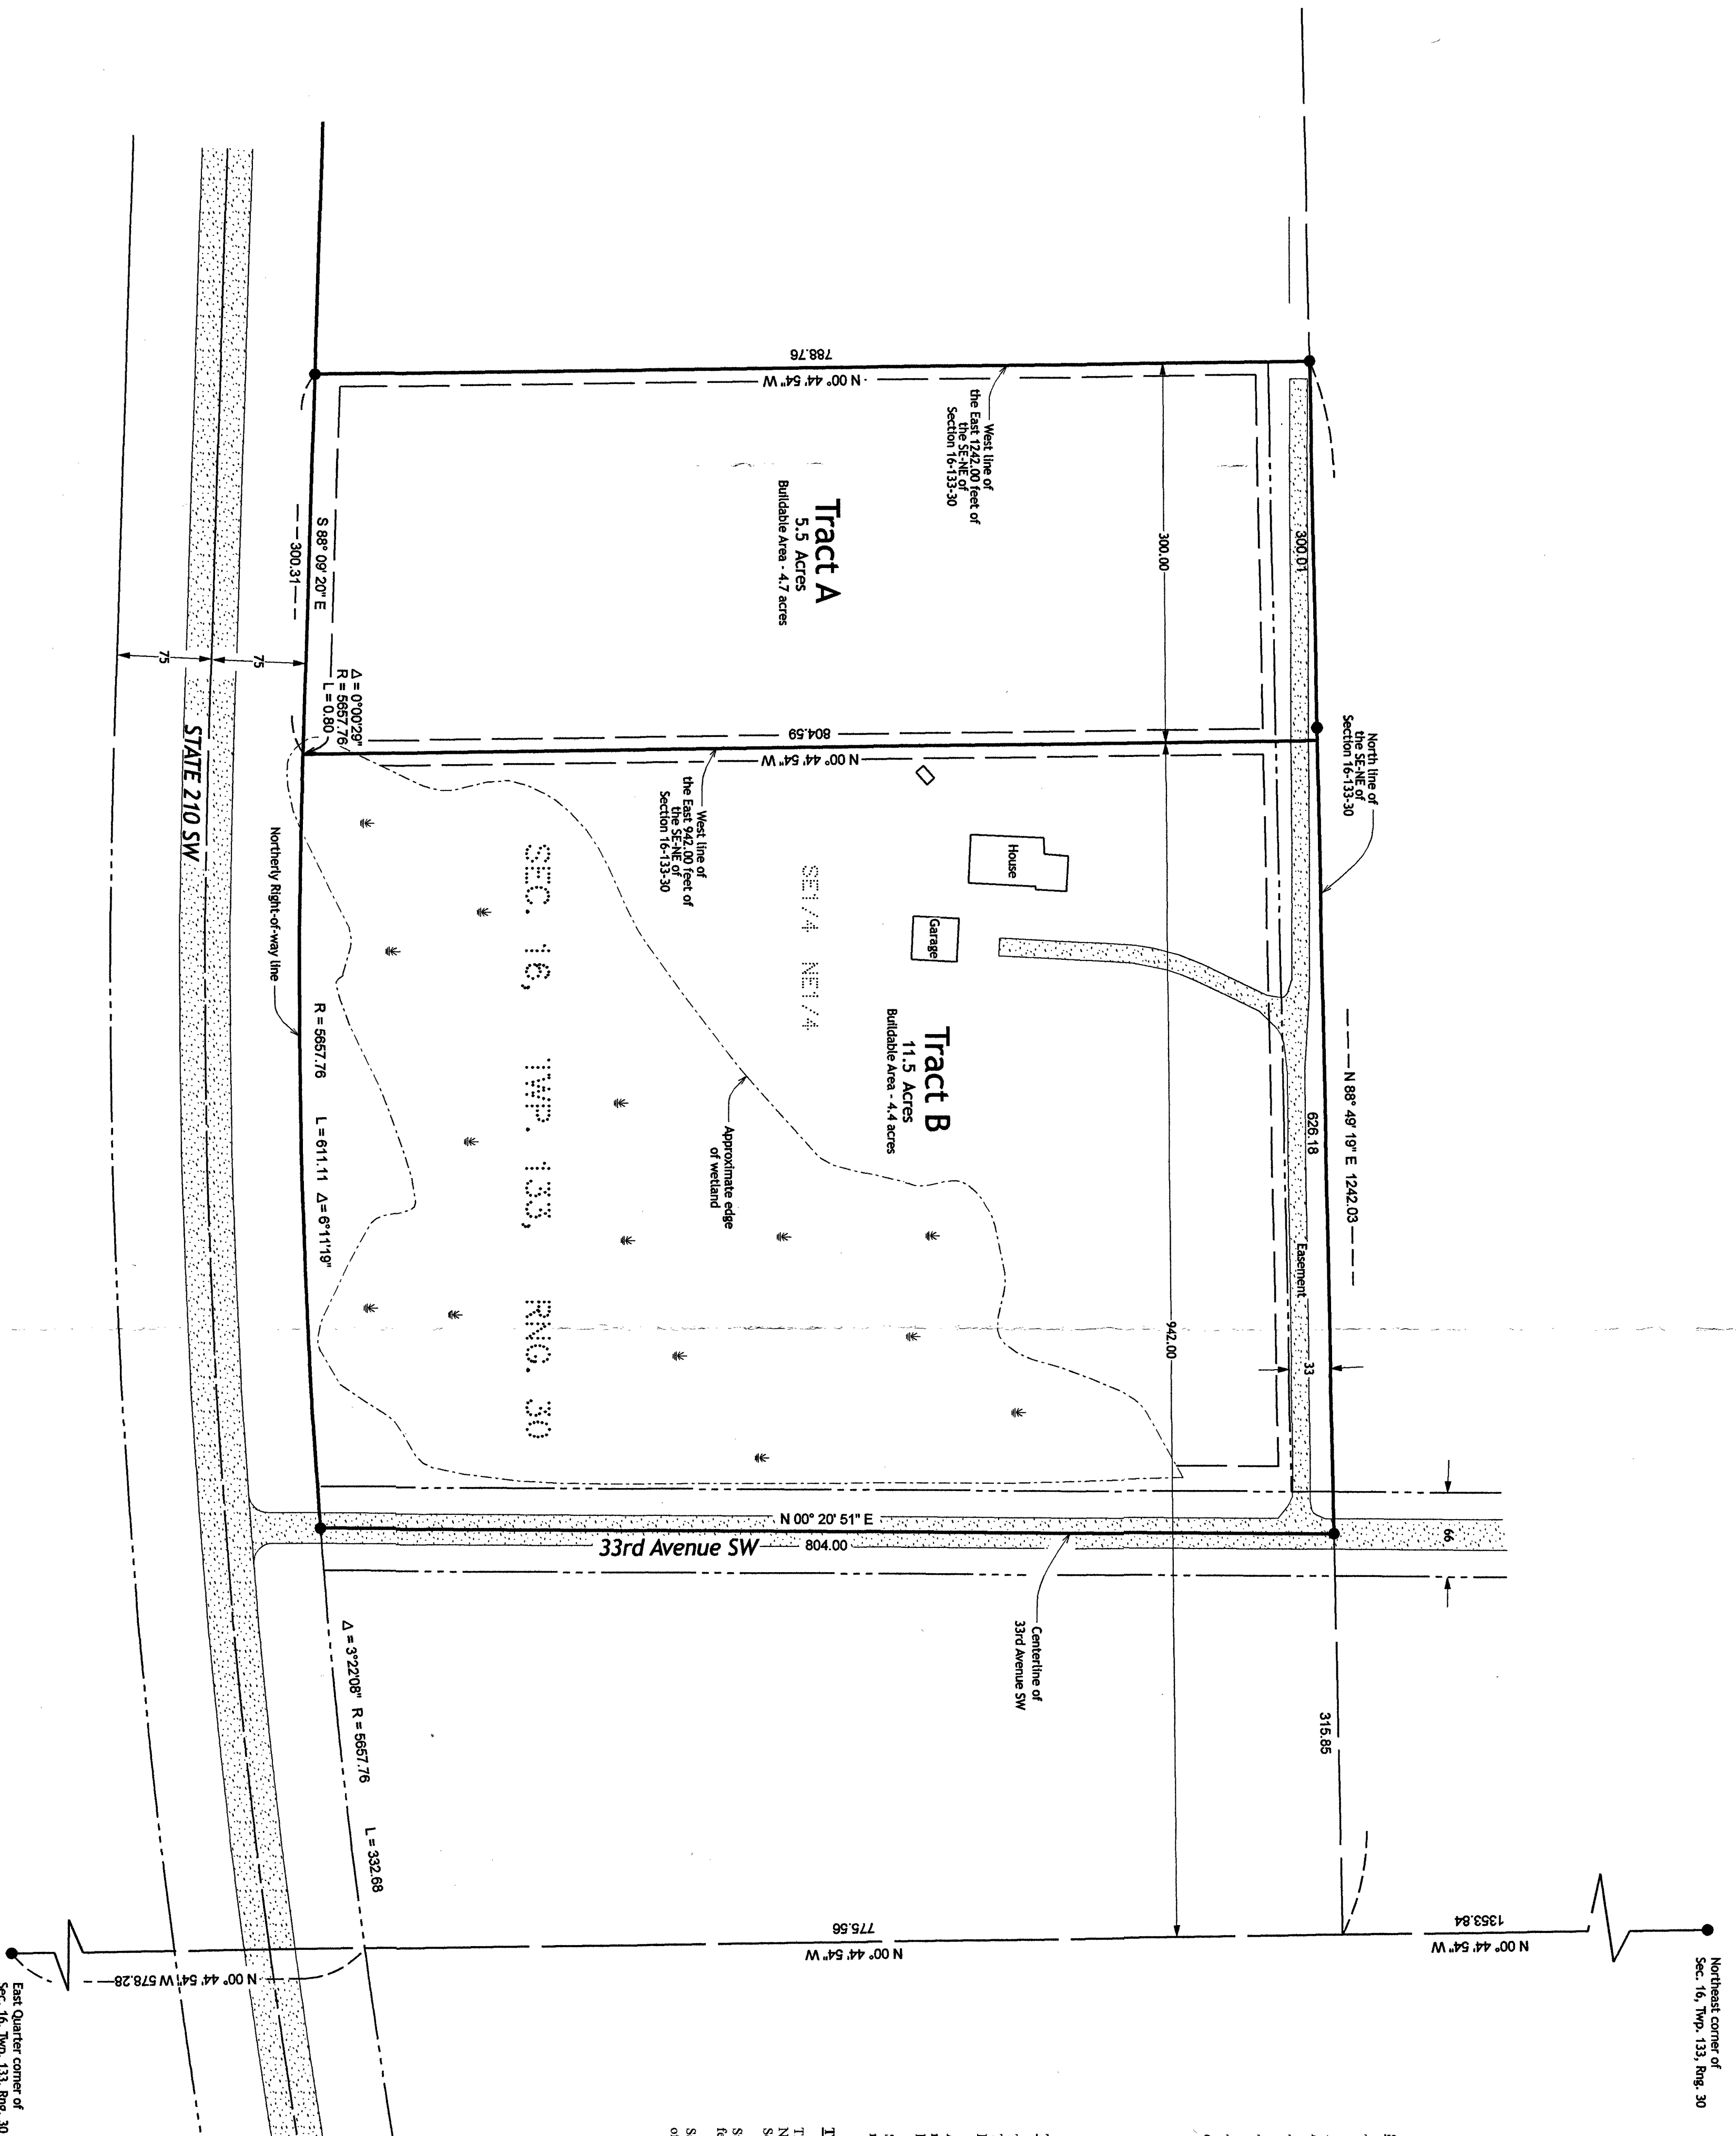 North line of
the SE-NE of
Section 16-133-30
N 88° 49' 19" E 1242.03
300.01
626.18
315.85
Easement
33
66
Northeast corner of
Sec. 16, Twp. 133, Rng. 30
1353.84
N 00° 44' 54" W
300.00
942.00
West line of
the East 1242.00 feet of
the SE-NE of
Section 16-133-30
788.76
N 00° 44' 54" W
Tract A
5.5 Acres
Buildable Area - 4.7 acres
804.59
N 00° 44' 54" W
House
Garage
Tract B
11.5 Acres
Buildable Area - 4.4 acres
SE1/4 NE1/4
West line of
the East 942.00 feet of
the SE-NE of
Section 16-133-30
Approximate edge
of wetland
SEC. 16, TWP. 133, RNG. 30
N 00° 20' 51" E
804.00
33rd Avenue SW
Centerline of
33rd Avenue SW
775.56
N 00° 44' 54" W
S 88° 09' 20" E
300.31
Δ = 0°00'29"
R = 5657.76
L = 0.80
R = 5657.76 L = 611.11 Δ = 6°11'19"
Δ = 3°22'08" R = 5657.76 L = 332.68
Northerly Right-of-way line
75
75
STATE 210 SW
N 00° 44' 54" W 578.28
East Quarter corner of
Sec. 16, Twp. 133, Rng. 30